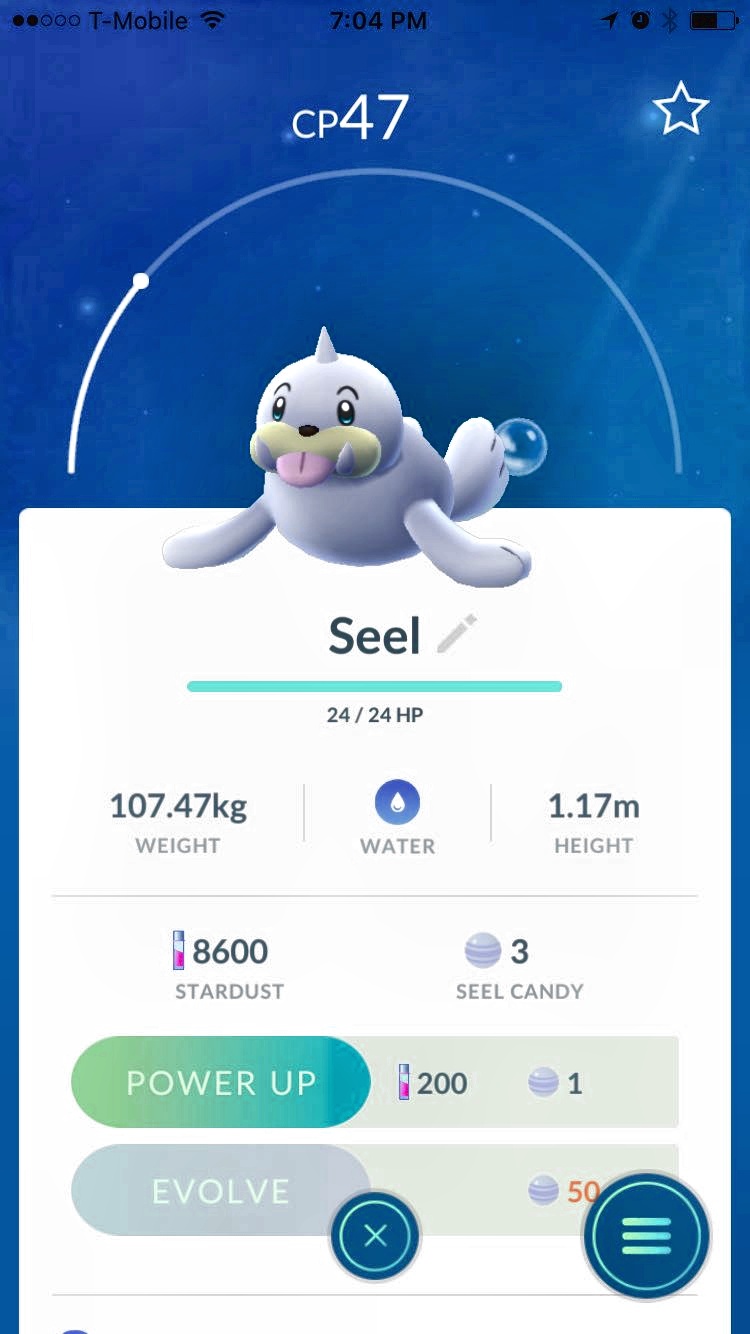 T-Mobile 7:04 PM
CP47
Seel
24 / 24 HP
107.47kg 1.17m
WEIGHT WATER HEIGHT
8600 3
STARDUST SEEL CANDY
POWER UP 200 1
EVOLVE 50